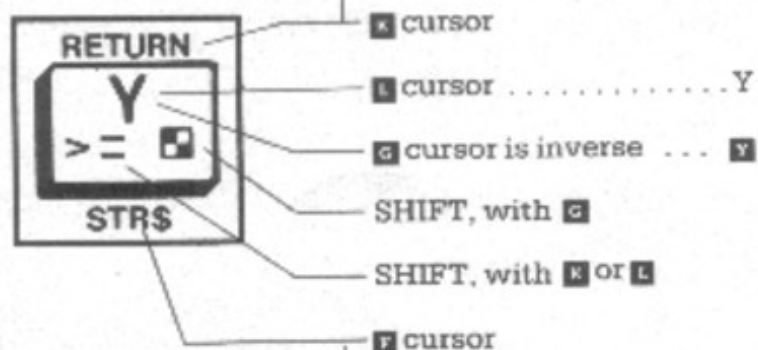 RETURN
Y
>=
STR$
K cursor
L cursor ............. Y
G cursor is inverse ... Y
SHIFT, with G
SHIFT, with K or L
F cursor